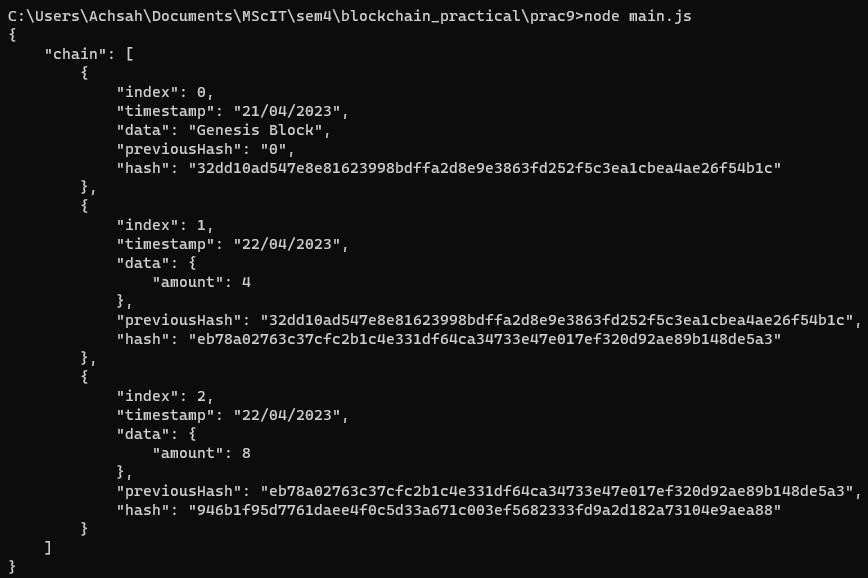 C:\Users\Achsah\Documents\MScIT\sem4\blockchain_practical\prac9>node main.js
{
    "chain": [
        {
            "index": 0,
            "timestamp": "21/04/2023",
            "data": "Genesis Block",
            "previousHash": "0",
            "hash": "32dd10ad547e8e81623998bdffa2d8e9e3863fd252f5c3ea1cbea4ae26f54b1c"
        },
        {
            "index": 1,
            "timestamp": "22/04/2023",
            "data": {
                "amount": 4
            },
            "previousHash": "32dd10ad547e8e81623998bdffa2d8e9e3863fd252f5c3ea1cbea4ae26f54b1c",
            "hash": "eb78a02763c37cfc2b1c4e331df64ca34733e47e017ef320d92ae89b148de5a3"
        },
        {
            "index": 2,
            "timestamp": "22/04/2023",
            "data": {
                "amount": 8
            },
            "previousHash": "eb78a02763c37cfc2b1c4e331df64ca34733e47e017ef320d92ae89b148de5a3",
            "hash": "946b1f95d7761daee4f0c5d33a671c003ef5682333fd9a2d182a73104e9aea88"
        }
    ]
}